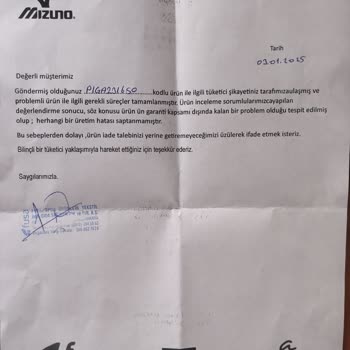 MIZUNO.
Tarih
02.01.2025
Değerli müşterimiz
Göndermiş olduğunuz P1GA231650 kodlu ürün ile ilgili tüketici şikayetiniz tarafımızaulaşmış ve
problemli ürün ile ilgili gerekli süreçler tamamlanmıştır. Ürün inceleme sorumlularımızcayapılan
değerlendirme sonucu, söz konusu ürün ün garanti kapsamı dışında kalan bir problem olduğu tespit edilmiş
olup ; herhangi bir üretim hatası saptanmamıştır.
Bu sebeplerden dolayı ,ürün iade talebinizi yerine getiremeyeceğimizi üzülerek ifade etmek isteriz.
Bilinçli bir tüketici yaklaşımıyla hareket ettiğiniz için teşekkür ederiz.
Saygılarımızla.